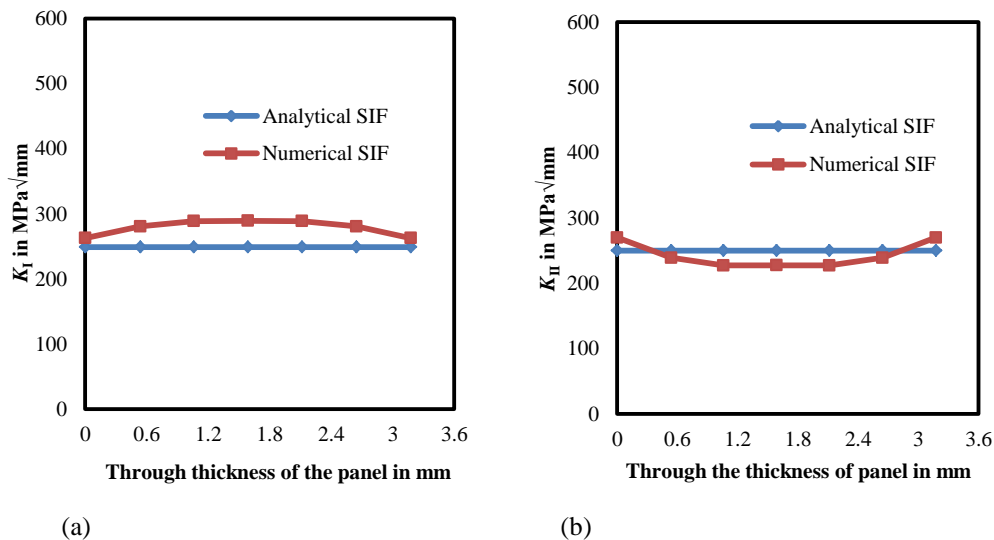 600
500
400
300
200
100
0
K_I in MPa√mm
Analytical SIF
Numerical SIF
0 0.6 1.2 1.8 2.4 3 3.6
Through thickness of the panel in mm
(a)
600
500
400
300
200
100
0
K_II in MPa√mm
Analytical SIF
Numerical SIF
0 0.6 1.2 1.8 2.4 3 3.6
Through the thickness of panel in mm
(b)